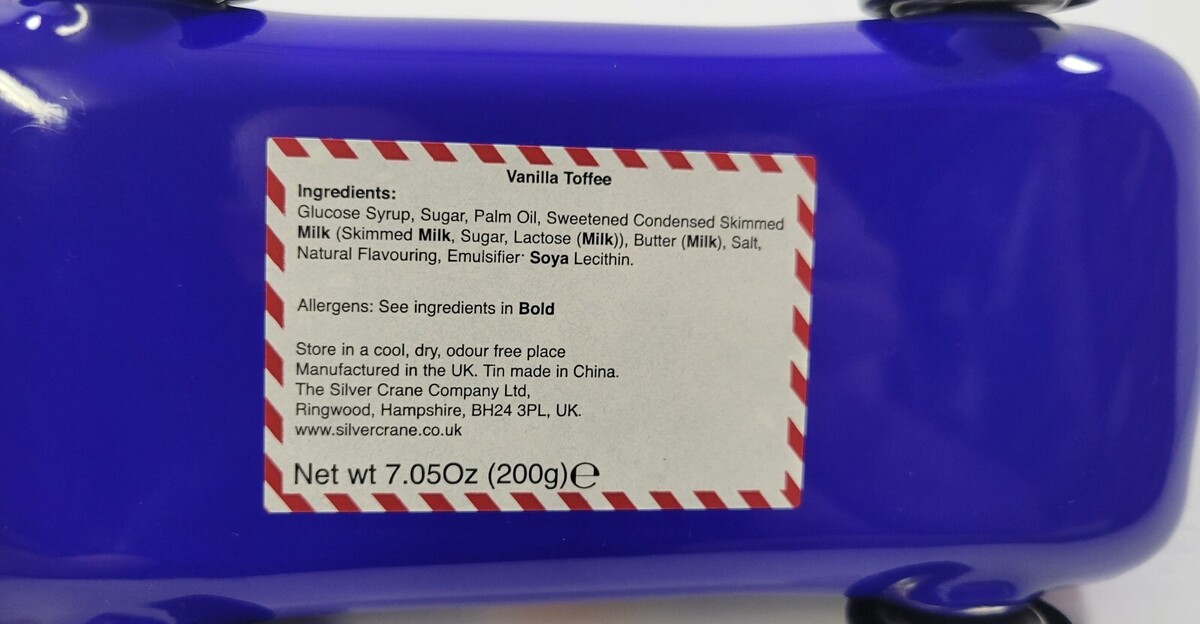 Vanilla Toffee
Ingredients:
Glucose Syrup, Sugar, Palm Oil, Sweetened Condensed Skimmed
Milk (Skimmed Milk, Sugar, Lactose (Milk)), Butter (Milk), Salt,
Natural Flavouring, Emulsifier· Soya Lecithin.
Allergens: See ingredients in Bold
Store in a cool, dry, odour free place
Manufactured in the UK. Tin made in China.
The Silver Crane Company Ltd,
Ringwood, Hampshire, BH24 3PL, UK.
www.silvercrane.co.uk
Net wt 7.05Oz (200g)℮